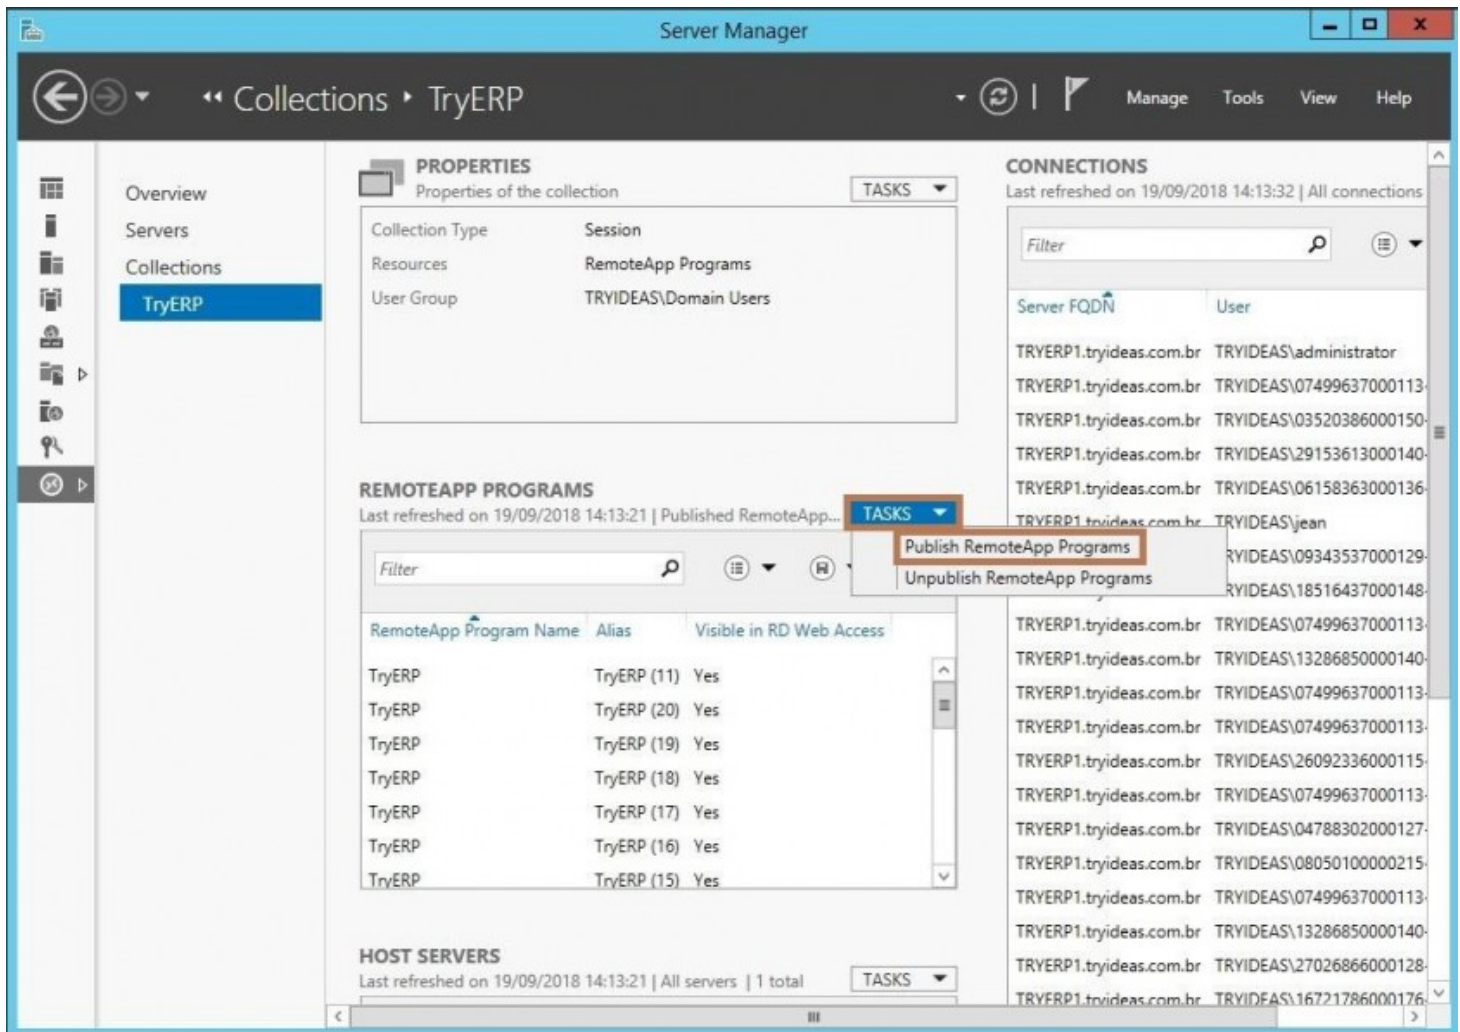 Server Manager
Collections TryERP
Manage Tools View Help
Overview
Servers
Collections
TryERP
PROPERTIES
Properties of the collection
TASKS
Collection Type Session
Resources RemoteApp Programs
User Group TRYIDEAS\Domain Users
REMOTEAPP PROGRAMS
Last refreshed on 19/09/2018 14:13:21 | Published RemoteApp...
TASKS
Publish RemoteApp Programs
Unpublish RemoteApp Programs
Filter
RemoteApp Program Name Alias Visible in RD Web Access
TryERP TryERP (11) Yes
TryERP TryERP (20) Yes
TryERP TryERP (19) Yes
TryERP TryERP (18) Yes
TryERP TryERP (17) Yes
TryERP TryERP (16) Yes
TryERP TryERP (15) Yes
HOST SERVERS
Last refreshed on 19/09/2018 14:13:21 | All servers | 1 total
TASKS
CONNECTIONS
Last refreshed on 19/09/2018 14:13:32 | All connections
Filter
Server FQDN User
TRYERP1.tryideas.com.br TRYIDEAS\administrator
TRYERP1.tryideas.com.br TRYIDEAS\07499637000113-
TRYERP1.tryideas.com.br TRYIDEAS\03520386000150-
TRYERP1.tryideas.com.br TRYIDEAS\29153613000140-
TRYERP1.tryideas.com.br TRYIDEAS\06158363000136-
TRYERP1.tryideas.com.br TRYIDEAS\jean
RYIDEAS\09343537000129-
RYIDEAS\18516437000148-
TRYERP1.tryideas.com.br TRYIDEAS\07499637000113-
TRYERP1.tryideas.com.br TRYIDEAS\13286850000140-
TRYERP1.tryideas.com.br TRYIDEAS\07499637000113-
TRYERP1.tryideas.com.br TRYIDEAS\07499637000113-
TRYERP1.tryideas.com.br TRYIDEAS\26092336000115-
TRYERP1.tryideas.com.br TRYIDEAS\07499637000113-
TRYERP1.tryideas.com.br TRYIDEAS\04788302000127-
TRYERP1.tryideas.com.br TRYIDEAS\08050100000215-
TRYERP1.tryideas.com.br TRYIDEAS\07499637000113-
TRYERP1.tryideas.com.br TRYIDEAS\13286850000140-
TRYERP1.tryideas.com.br TRYIDEAS\27026866000128-
TRYERP1.tryideas.com.br TRYIDEAS\16721786000176-